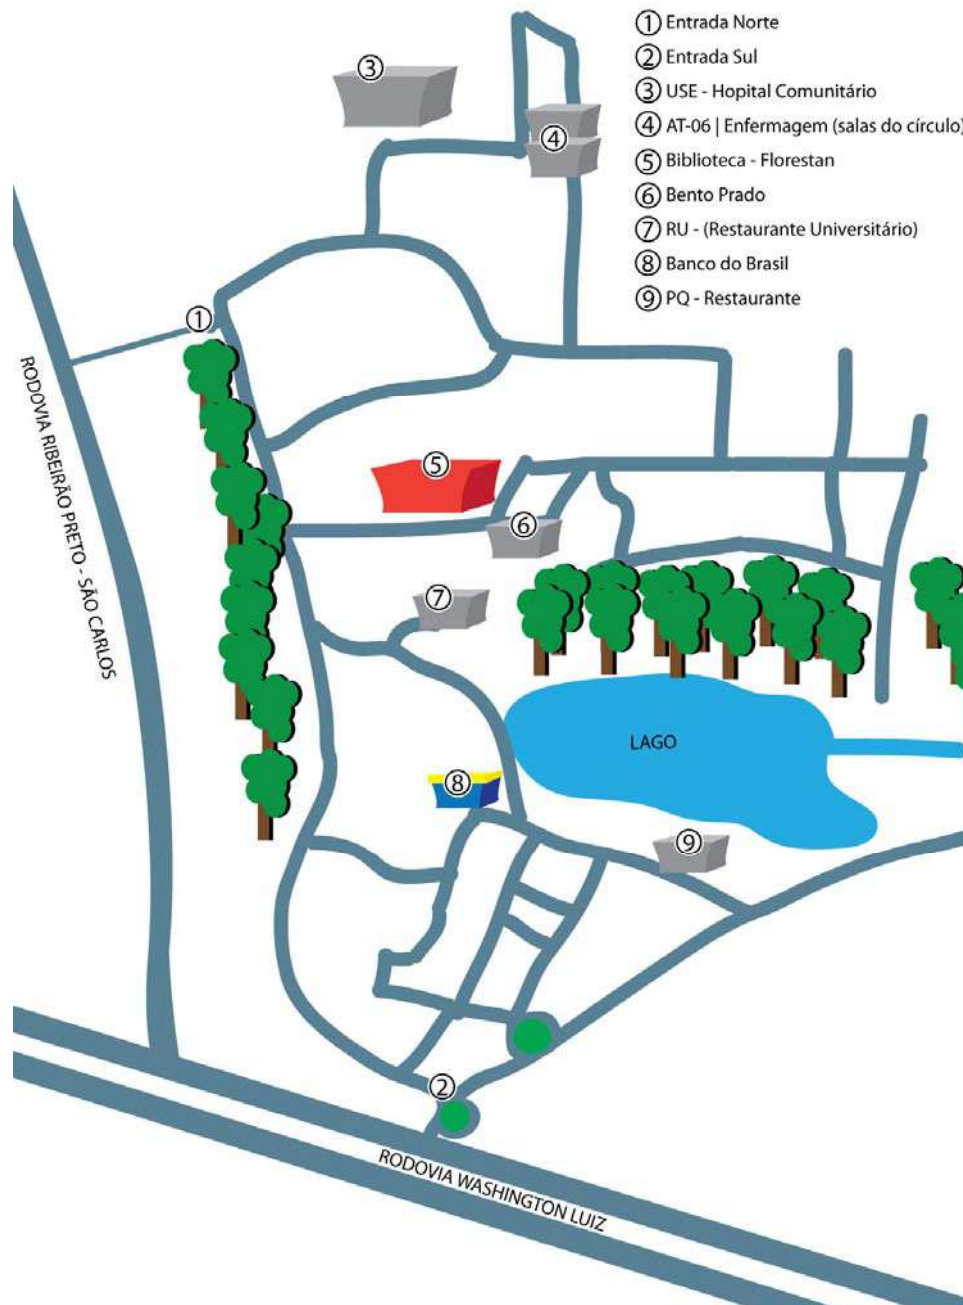 ① Entrada Norte
② Entrada Sul
③ USE - Hopital Comunitário
④ AT-06 | Enfermagem (salas do círculo)
⑤ Biblioteca - Florestan
⑥ Bento Prado
⑦ RU - (Restaurante Universitário)
⑧ Banco do Brasil
⑨ PQ - Restaurante
③
④
①
RODOVIA RIBEIRÃO PRETO - SÃO CARLOS
⑤
⑥
⑦
LAGO
⑧
⑨
②
RODOVIA WASHINGTON LUIZ